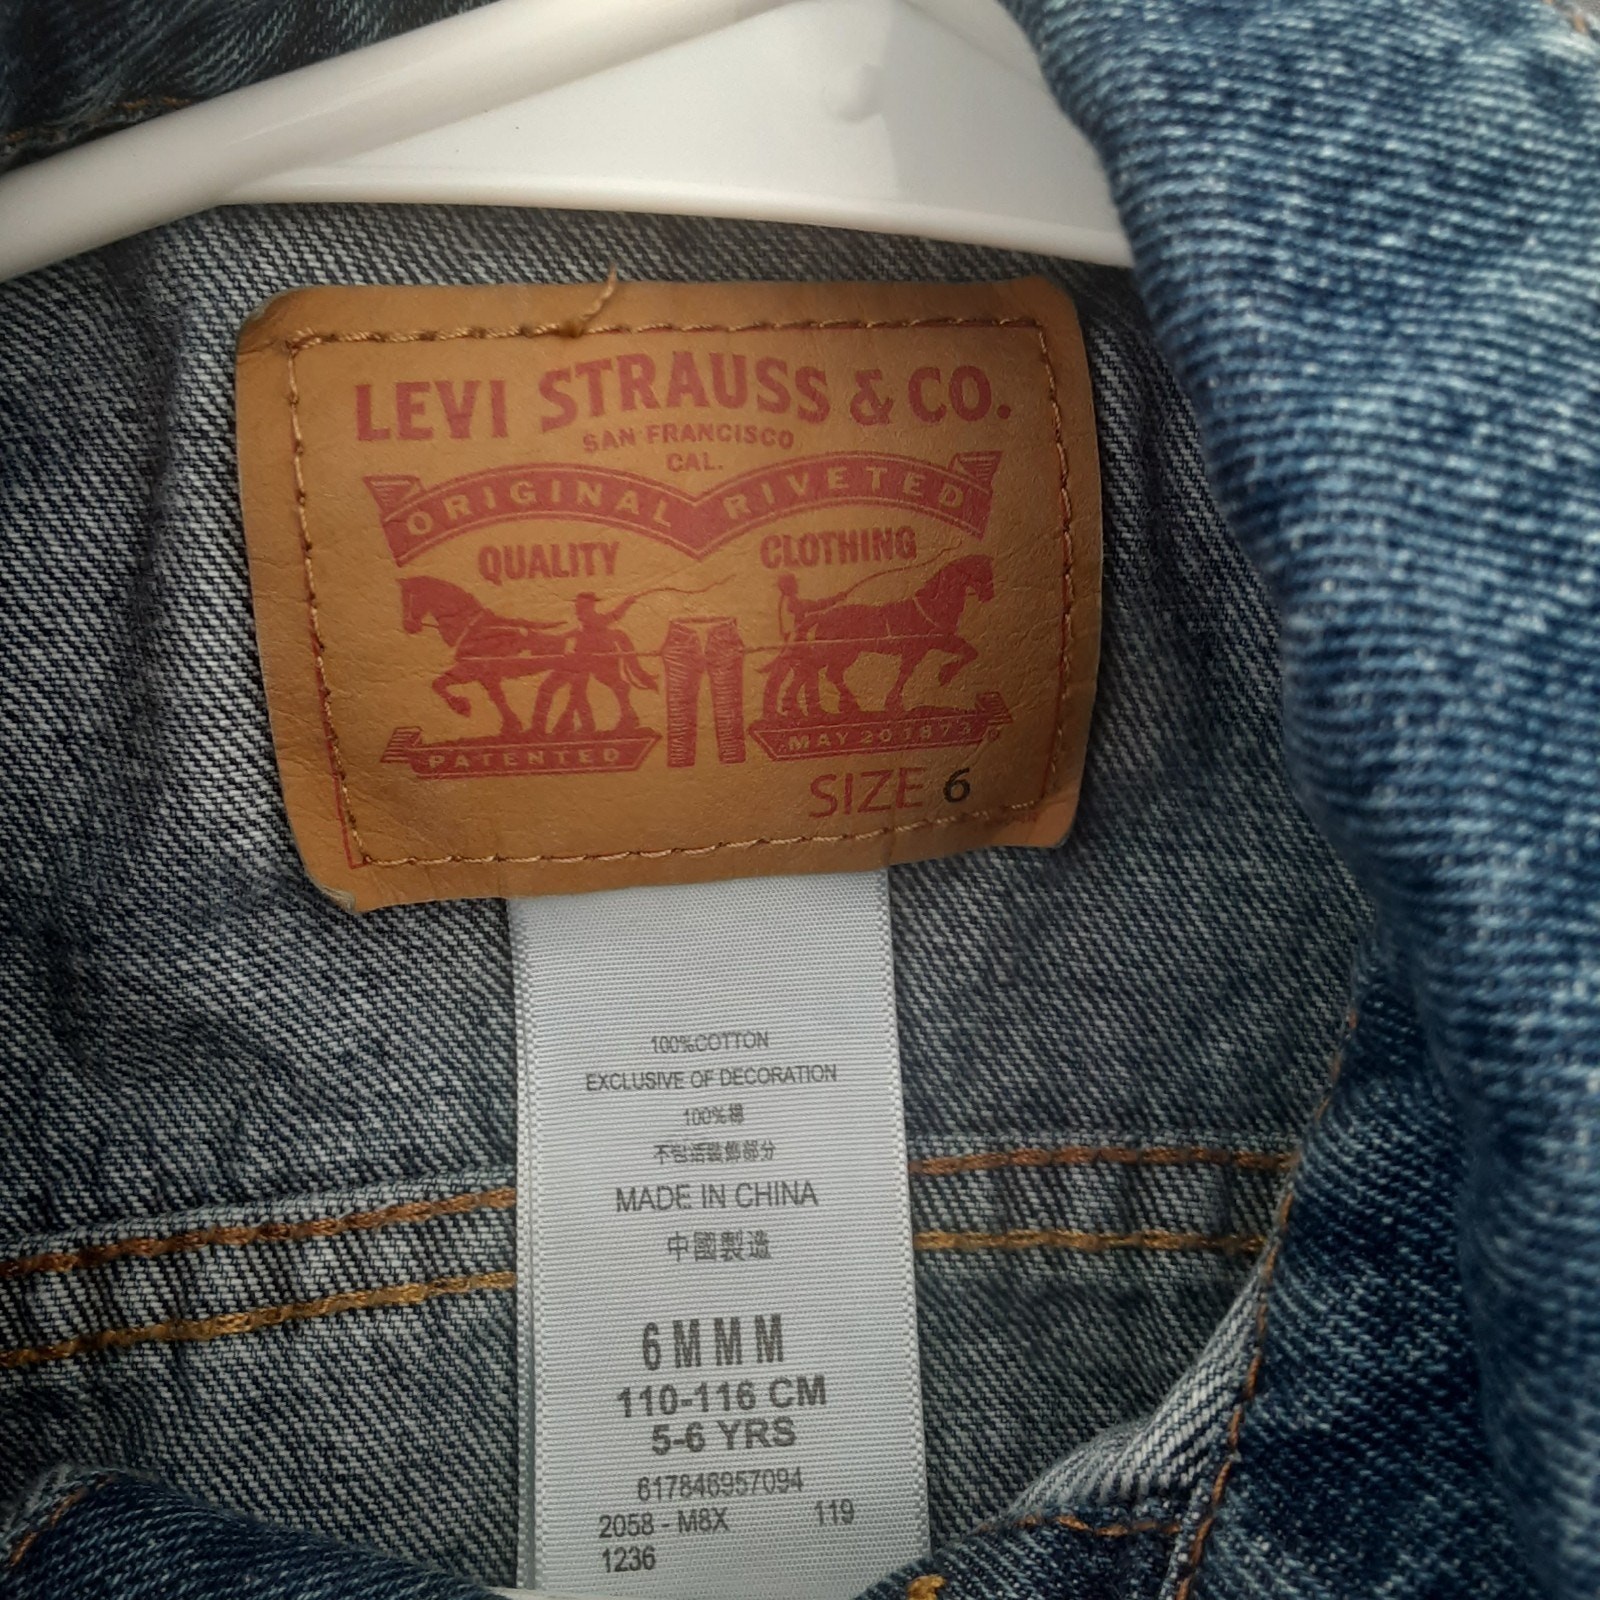 LEVI STRAUSS & CO.
SAN FRANCISCO
CAL.
ORIGINAL RIVETED
QUALITY CLOTHING
PATENTED MAY 20 1873
SIZE 6
100%COTTON
EXCLUSIVE OF DECORATION
100%棉
不包括裝飾部分
MADE IN CHINA
中國製造
6 M M M
110-116 CM
5-6 YRS
617846957094
2058 - M8X 119
1236